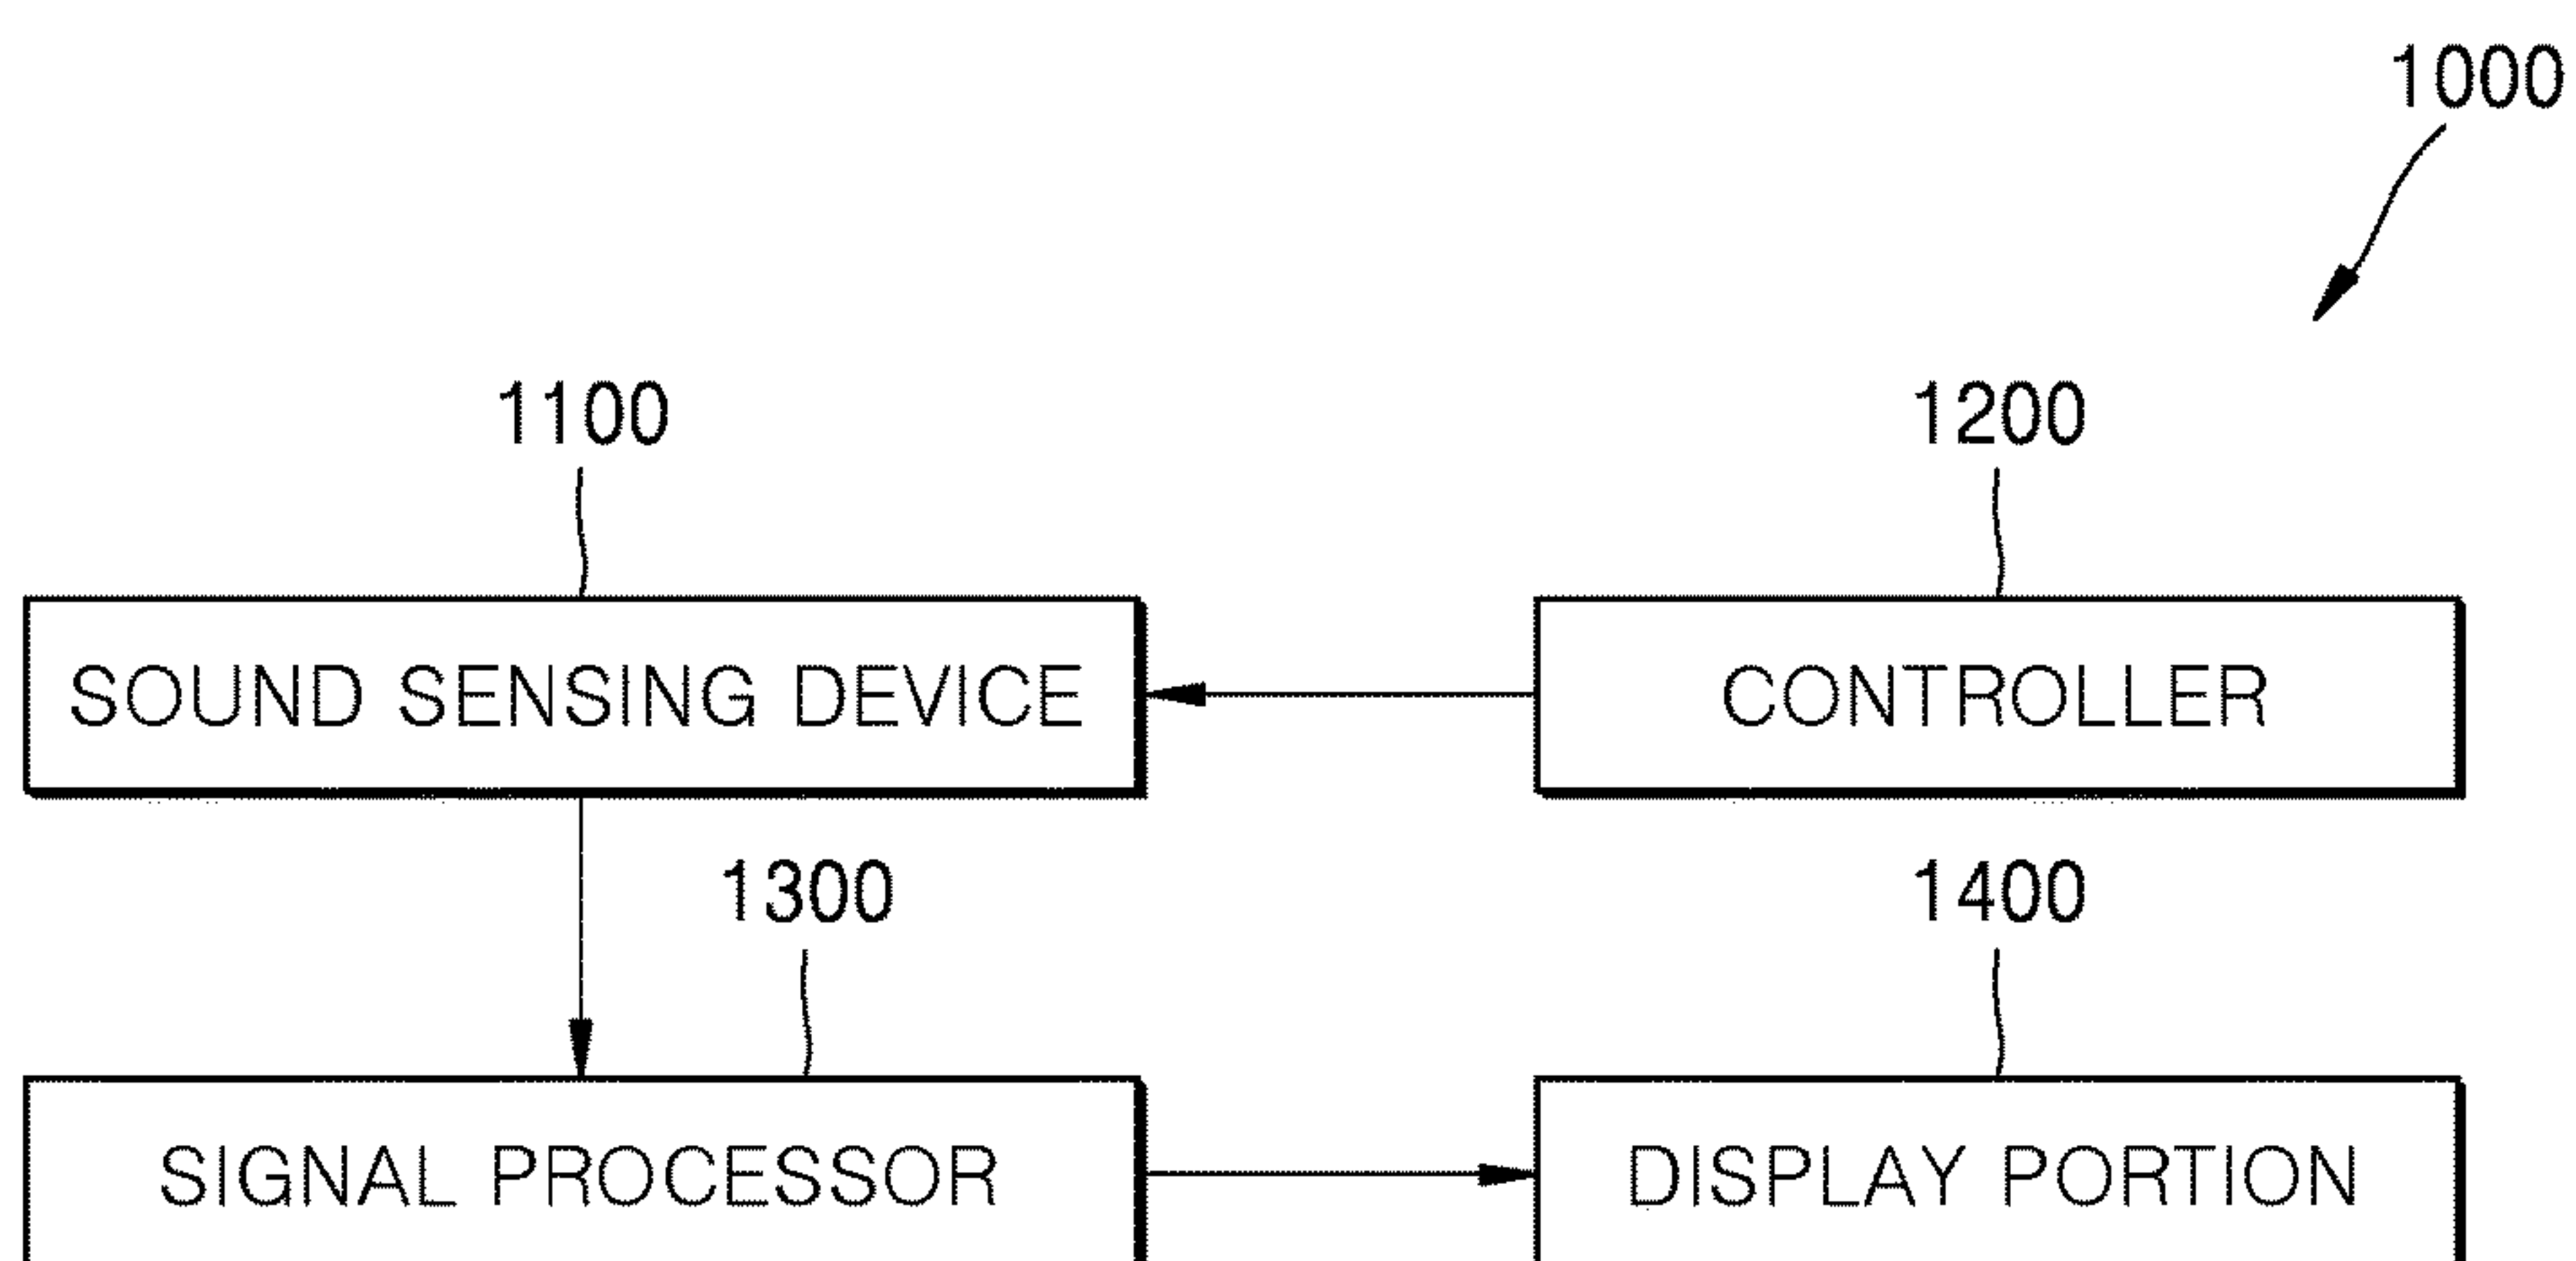 1000
1100
1200
SOUND SENSING DEVICE
CONTROLLER
1300
1400
SIGNAL PROCESSOR
DISPLAY PORTION